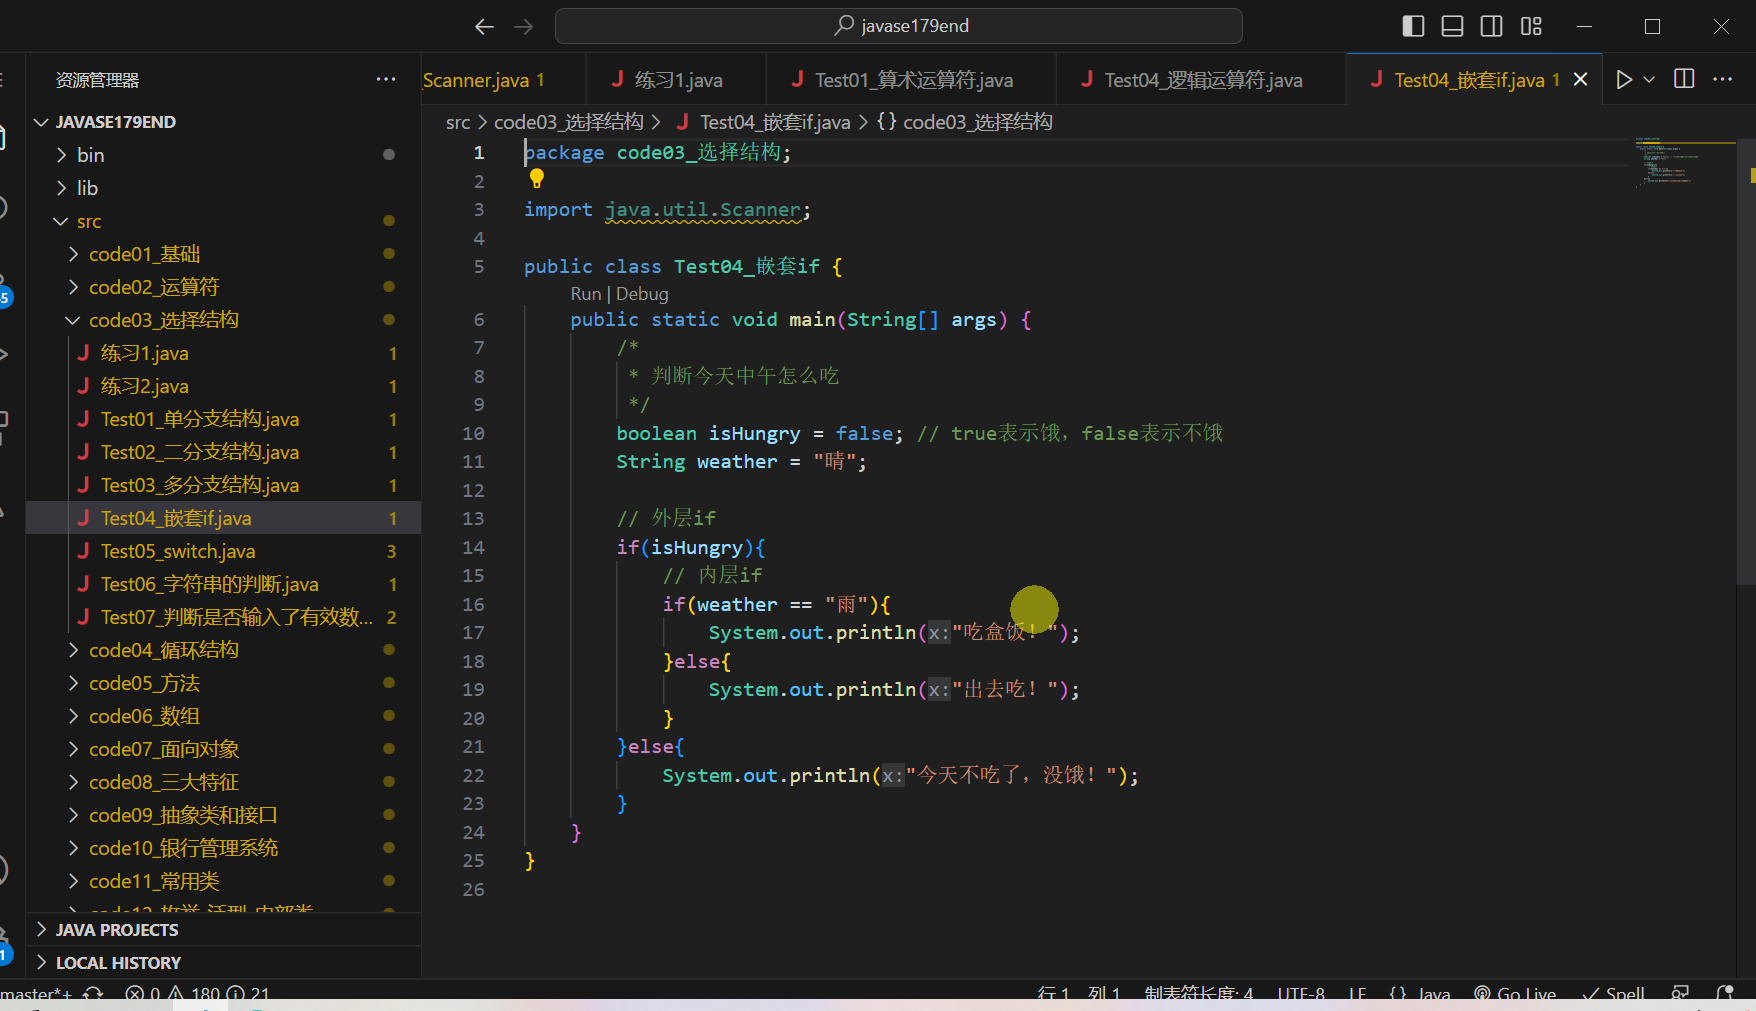 javase179end
资源管理器
Scanner.java 1
练习1.java
Test01_算术运算符.java
Test04_逻辑运算符.java
Test04_嵌套if.java 1
src > code03_选择结构 > Test04_嵌套if.java > {} code03_选择结构
JAVASE179END
bin
lib
src
code01_基础
code02_运算符
code03_选择结构
练习1.java 1
练习2.java 1
Test01_单分支结构.java 1
Test02_二分支结构.java 1
Test03_多分支结构.java 1
Test04_嵌套if.java 1
Test05_switch.java 3
Test06_字符串的判断.java 1
Test07_判断是否输入了有效数... 2
code04_循环结构
code05_方法
code06_数组
code07_面向对象
code08_三大特征
code09_抽象类和接口
code10_银行管理系统
code11_常用类
JAVA PROJECTS
LOCAL HISTORY
1 package code03_选择结构;
2
3 import java.util.Scanner;
4
5 public class Test04_嵌套if {
Run | Debug
6 public static void main(String[] args) {
7 /*
8 * 判断今天中午怎么吃
9 */
10 boolean isHungry = false; // true表示饿，false表示不饿
11 String weather = "晴";
12
13 // 外层if
14 if(isHungry){
15 // 内层if
16 if(weather == "雨"){
17 System.out.println(x:"吃盒饭！");
18 }else{
19 System.out.println(x:"出去吃！");
20 }
21 }else{
22 System.out.println(x:"今天不吃了，没饿！");
23 }
24 }
25 }
26
master*+ 0 180 21
行 1，列 1 制表符长度: 4 UTF-8 LF {} Java Go Live Spell